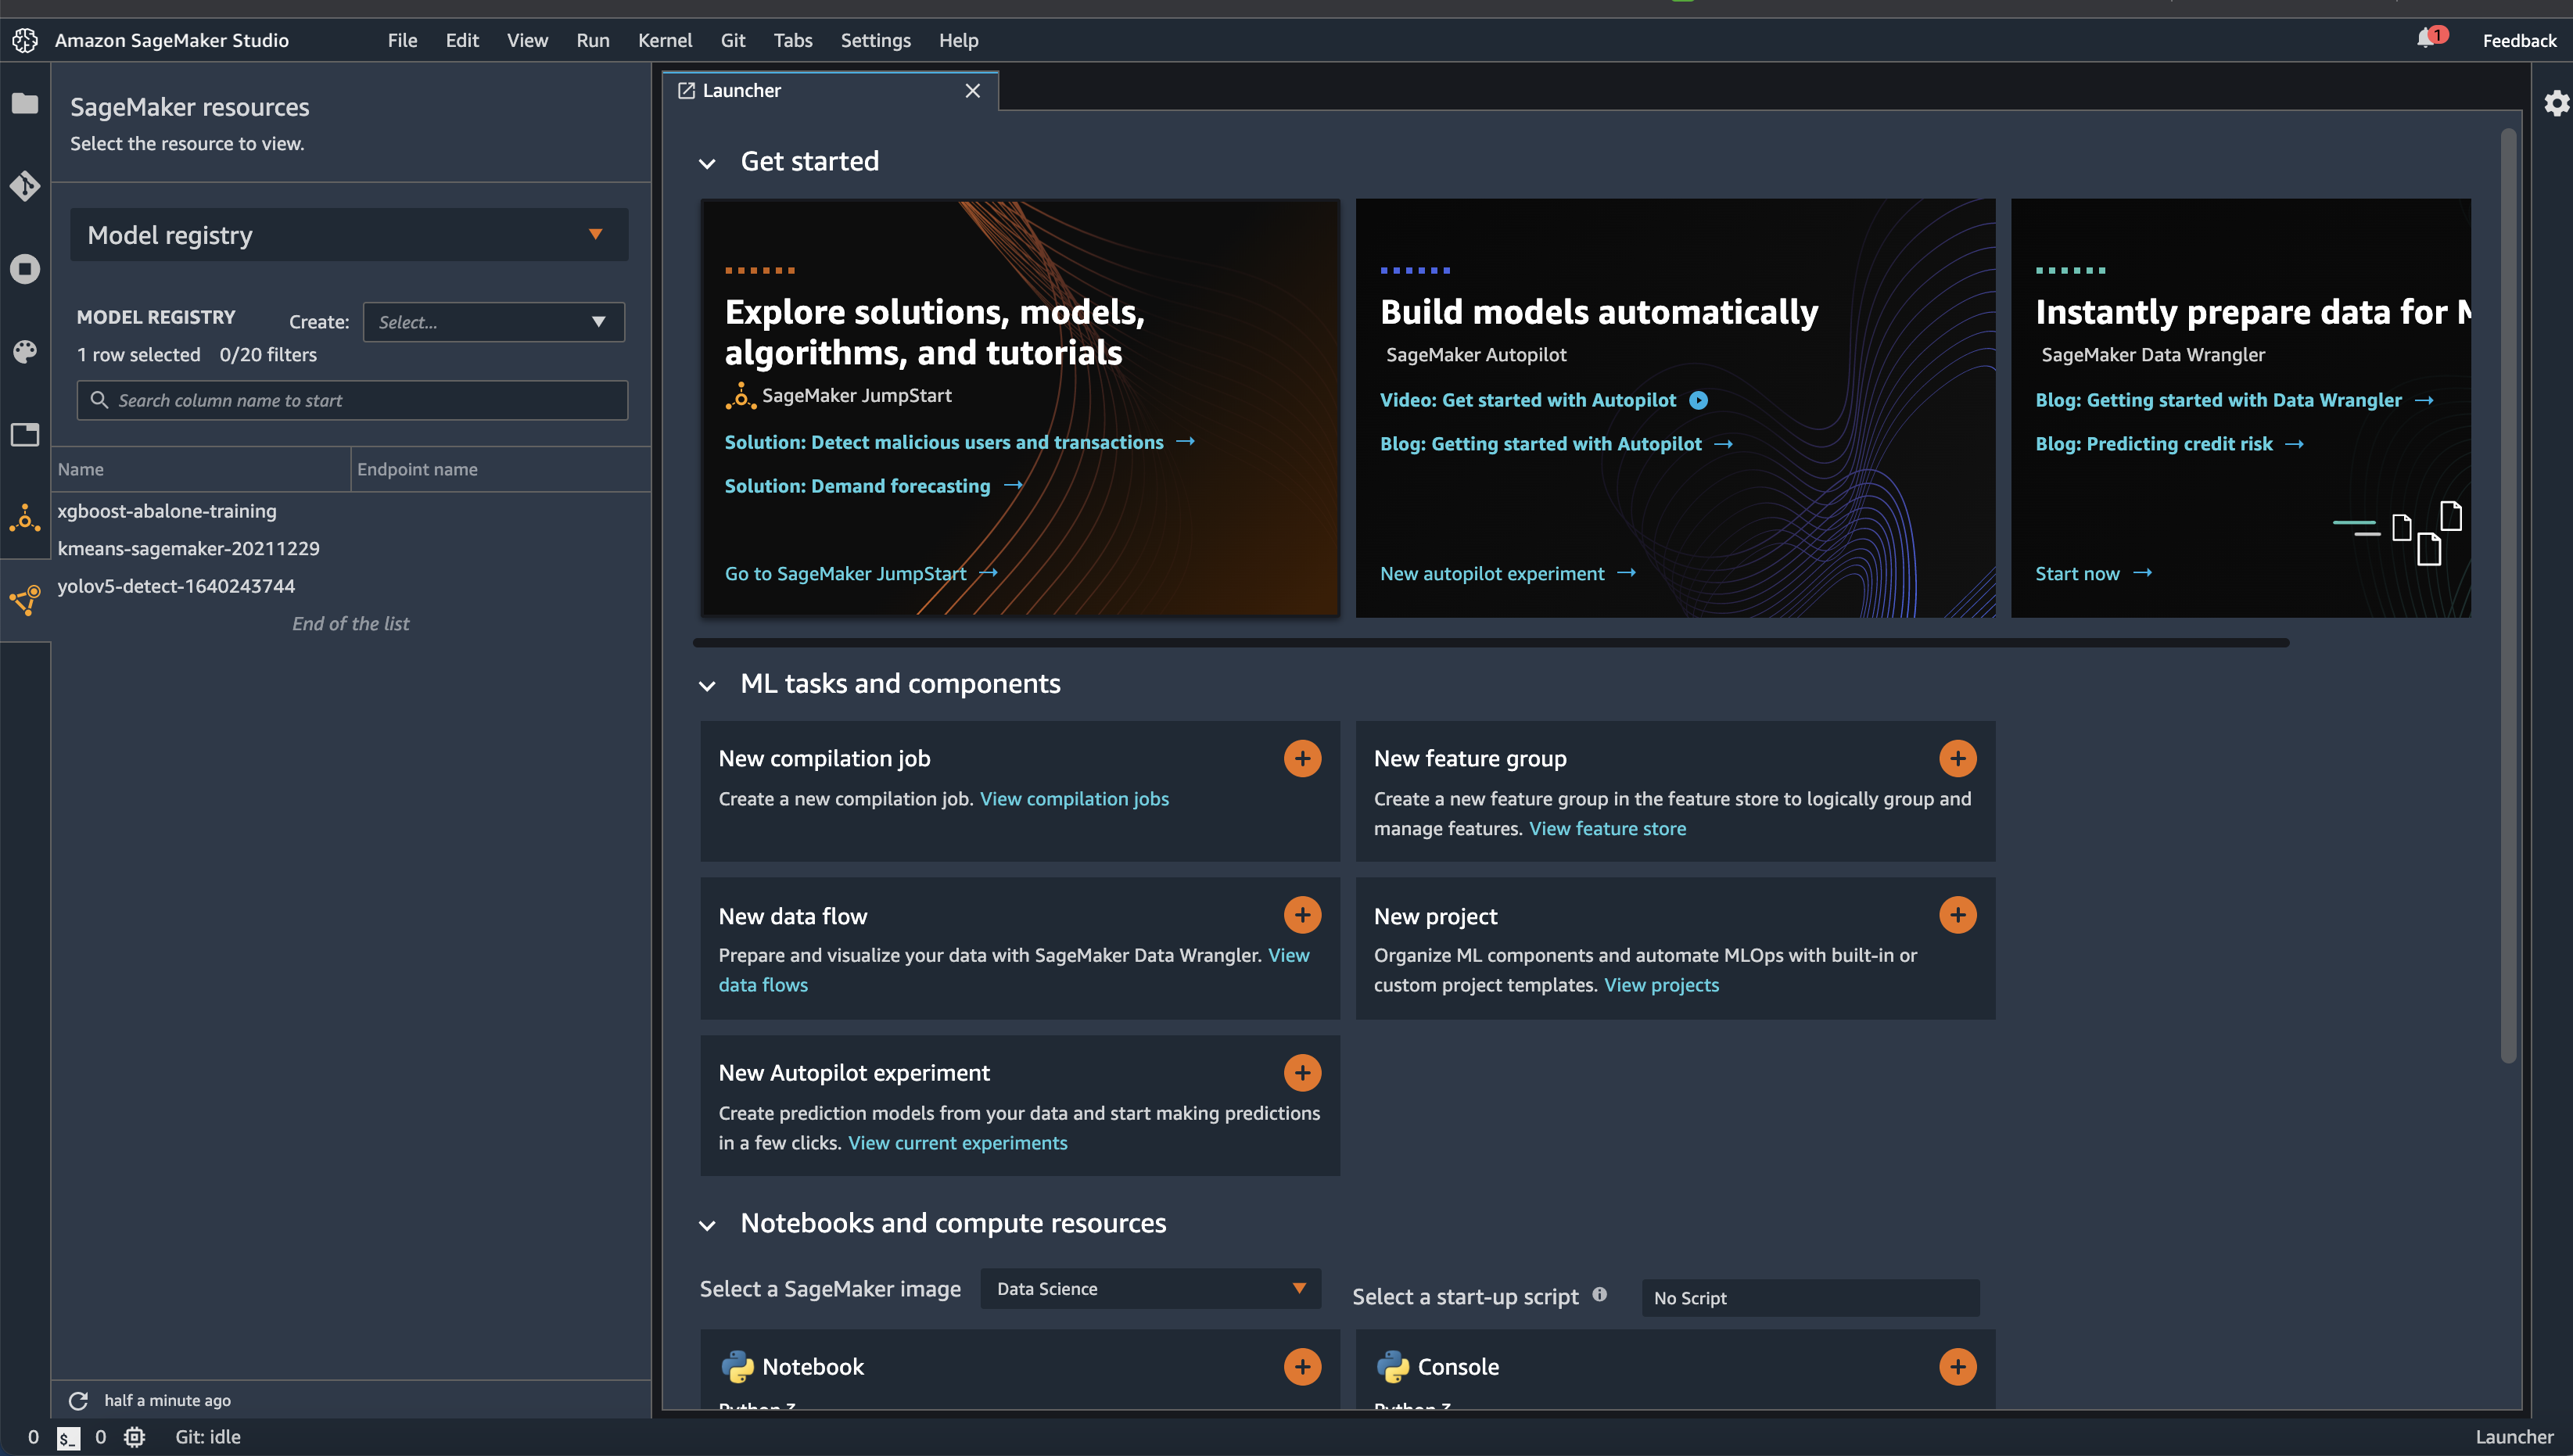 Amazon SageMaker Studio
File Edit View Run Kernel Git Tabs Settings Help
1
Feedback
SageMaker resources
Select the resource to view.
Model registry
MODEL REGISTRY
Create: Select...
1 row selected 0/20 filters
Search column name to start
Name Endpoint name
xgboost-abalone-training
kmeans-sagemaker-20211229
yolov5-detect-1640243744
End of the list
half a minute ago
Launcher
Get started
Explore solutions, models,
algorithms, and tutorials
SageMaker JumpStart
Solution: Detect malicious users and transactions
Solution: Demand forecasting
Go to SageMaker JumpStart
Build models automatically
SageMaker Autopilot
Video: Get started with Autopilot
Blog: Getting started with Autopilot
New autopilot experiment
Instantly prepare data for
SageMaker Data Wrangler
Blog: Getting started with Data Wrangler
Blog: Predicting credit risk
Start now
ML tasks and components
New compilation job
Create a new compilation job. View compilation jobs
New feature group
Create a new feature group in the feature store to logically group and
manage features. View feature store
New data flow
Prepare and visualize your data with SageMaker Data Wrangler. View
data flows
New project
Organize ML components and automate MLOps with built-in or
custom project templates. View projects
New Autopilot experiment
Create prediction models from your data and start making predictions
in a few clicks. View current experiments
Notebooks and compute resources
Select a SageMaker image Data Science
Select a start-up script No Script
Notebook
Python 3
Console
Python 3
0 $_ 0 Git: idle
Launcher